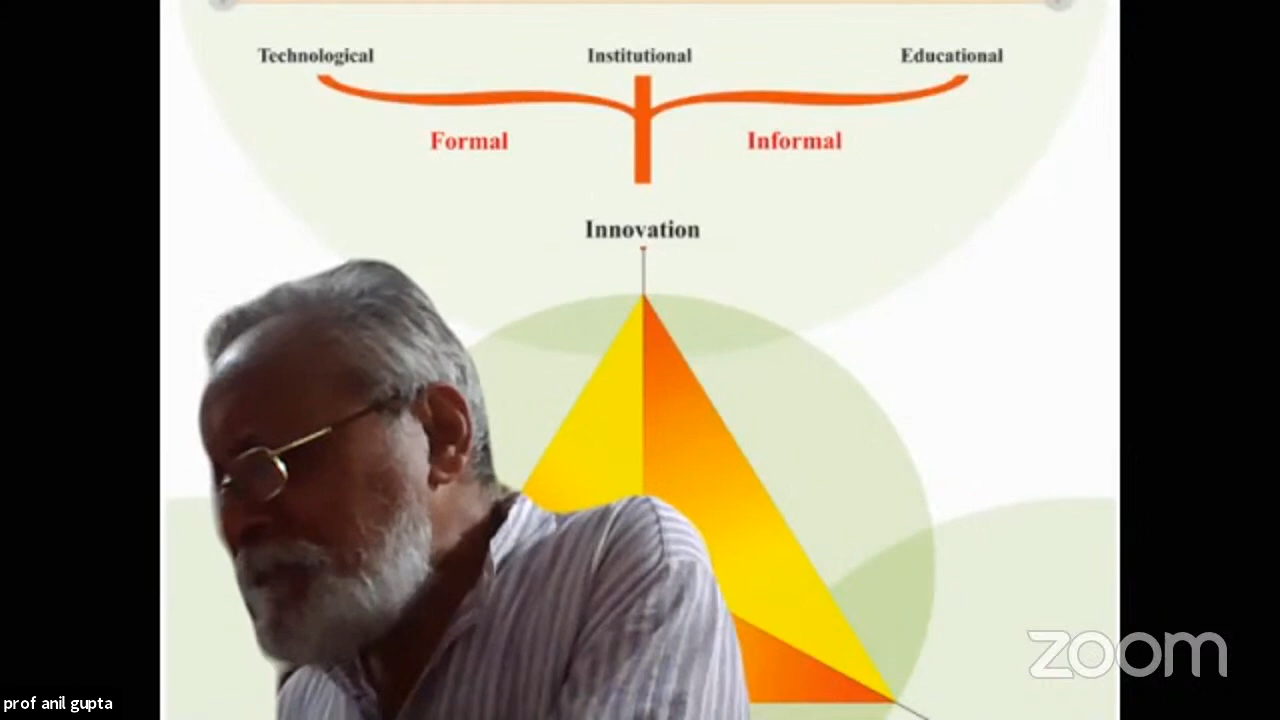 Technological Institutional Educational
Formal Informal
Innovation
zoom
prof anil gupta